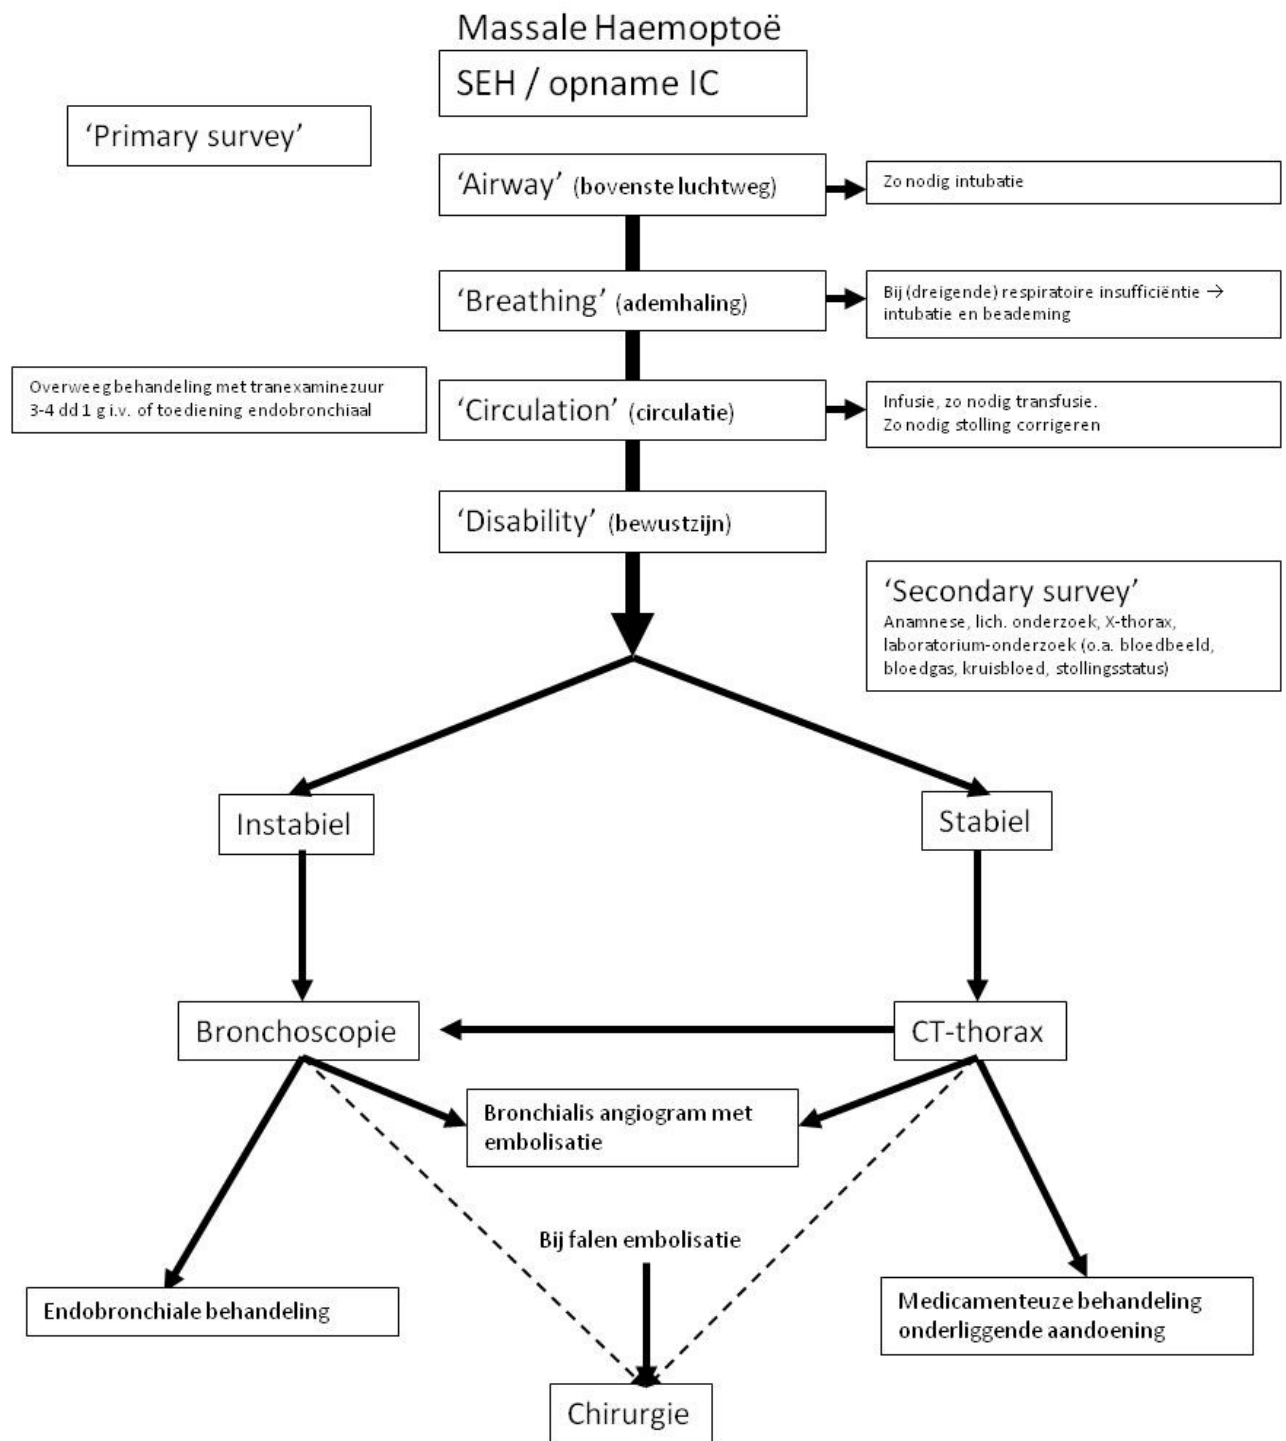 Massale Haemoptoë
SEH / opname IC
‘Primary survey’
‘Airway’ (bovenste luchtweg)
Zo nodig intubatie
‘Breathing’ (ademhaling)
Bij (dreigende) respiratoire insufficiëntie →
intubatie en beademing
Overweeg behandeling met tranexaminezuur
3-4 dd 1 g i.v. of toediening endobronchiaal
‘Circulation’ (circulatie)
Infusie, zo nodig transfusie.
Zo nodig stolling corrigeren
‘Disability’ (bewustzijn)
‘Secondary survey’
Anamnese, lich. onderzoek, X-thorax,
laboratorium-onderzoek (o.a. bloedbeeld,
bloedgas, kruisbloed, stollingsstatus)
Instabiel
Stabiel
Bronchoscopie
CT-thorax
Bronchialis angiogram met
embolisatie
Bij falen embolisatie
Endobronchiale behandeling
Medicamenteuze behandeling
onderliggende aandoening
Chirurgie